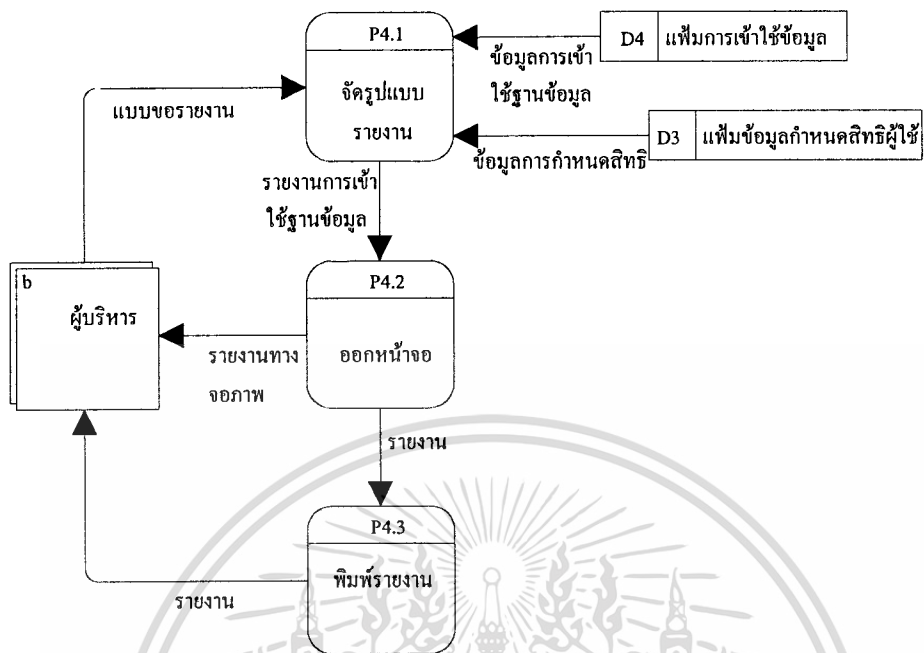 P4.1
จัดรูปแบบ
รายงาน
D4 แฟ้มการเข้าใช้ข้อมูล
ข้อมูลการเข้า
ใช้ฐานข้อมูล
แบบขอรายงาน
D3 แฟ้มข้อมูลกำหนดสิทธิผู้ใช้
ข้อมูลการกำหนดสิทธิ
รายงานการเข้า
ใช้ฐานข้อมูล
b
ผู้บริหาร
P4.2
ออกหน้าจอ
รายงานทาง
จอภาพ
รายงาน
P4.3
พิมพ์รายงาน
รายงาน